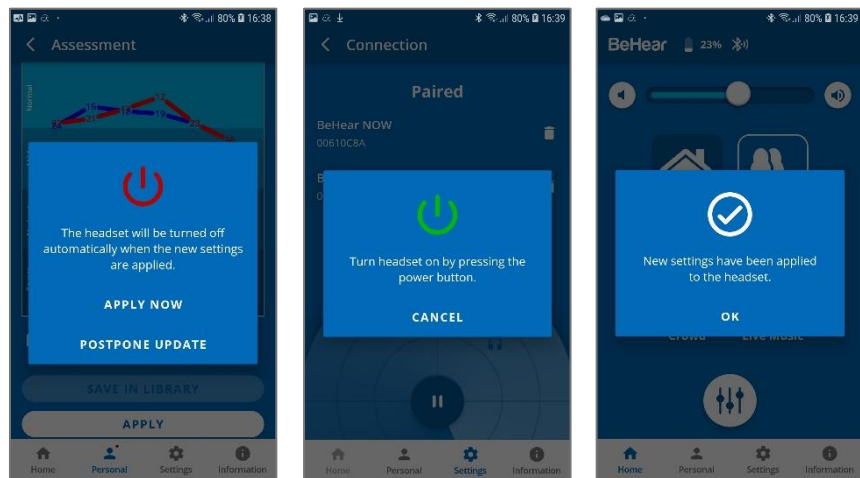 80% 16:38
Assessment
Normal
The headset will be turned off
automatically when the new settings
are applied.
APPLY NOW
POSTPONE UPDATE
SAVE IN LIBRARY
APPLY
Home Personal Settings Information
80% 16:39
Connection
Paired
BeHear NOW
00610C8A
Turn headset on by pressing the
power button.
CANCEL
Home Personal Settings Information
80% 16:39
BeHear 23%
New settings have been applied
to the headset.
OK
Crowd Live Music
Home Personal Settings Information